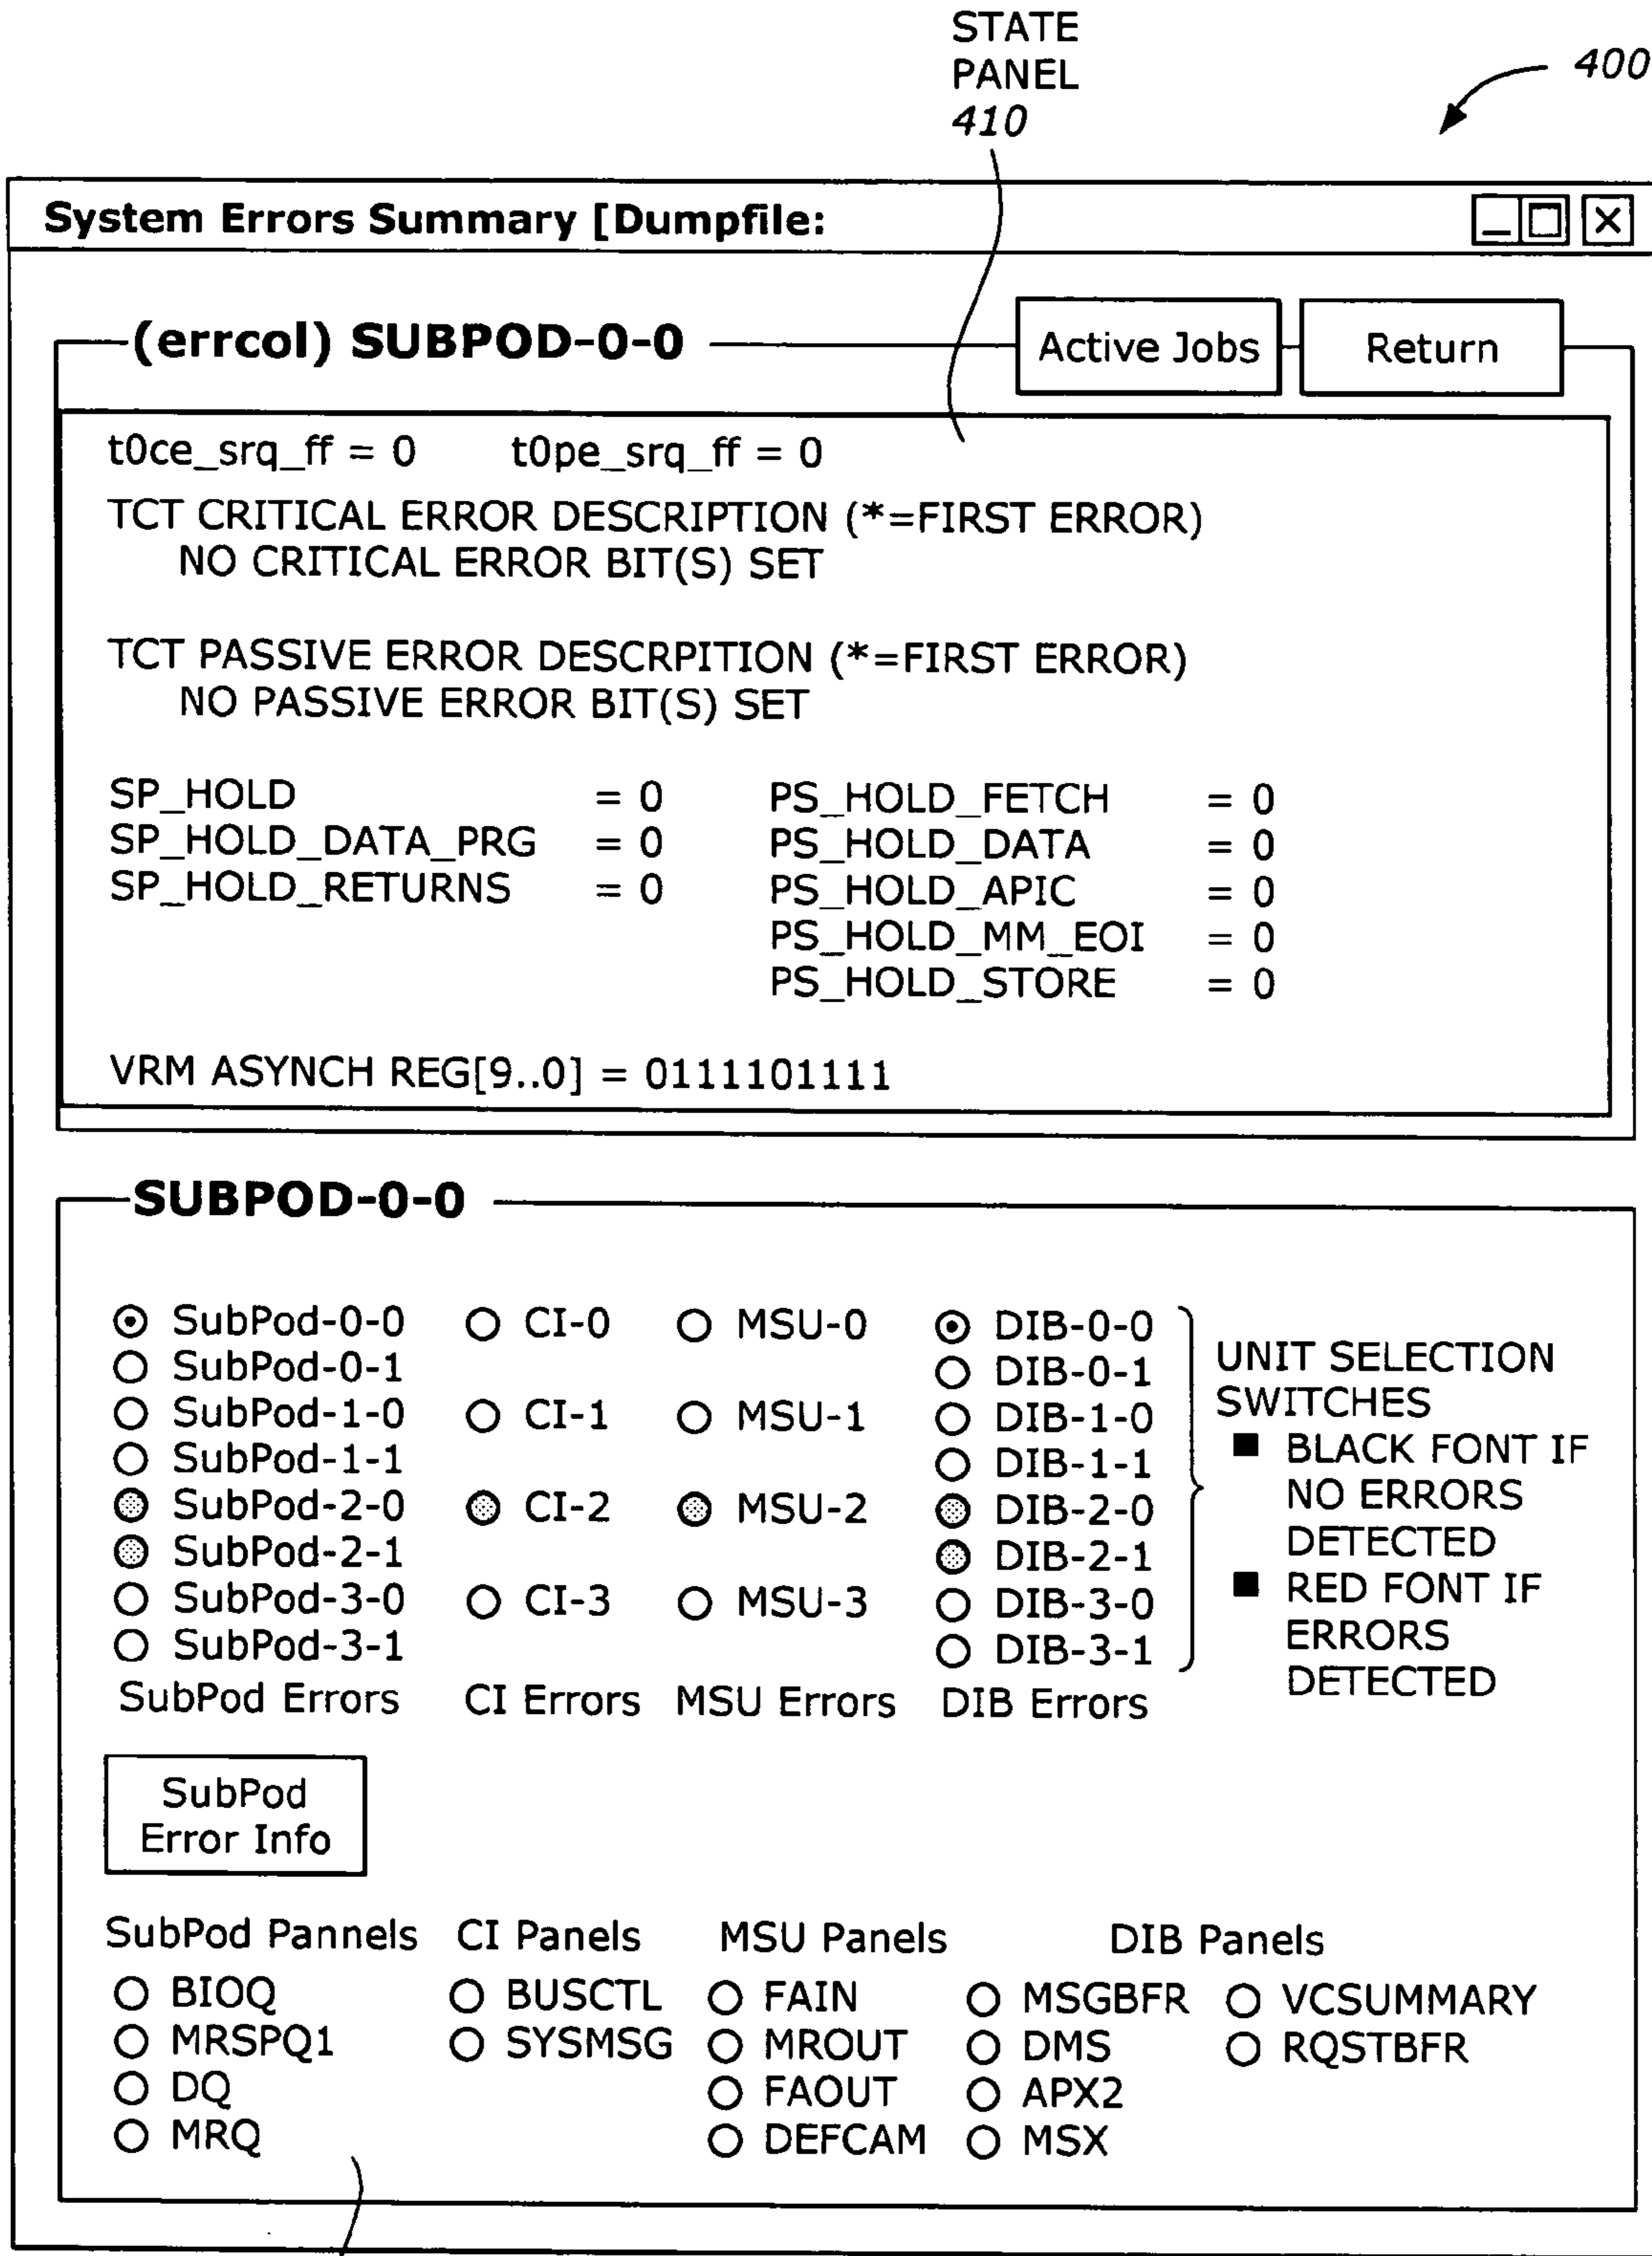 STATE
PANEL
410
400
System Errors Summary [Dumpfile:
(errcol) SUBPOD-0-0
Active Jobs
Return
t0ce_srq_ff = 0 t0pe_srq_ff = 0
TCT CRITICAL ERROR DESCRIPTION (*=FIRST ERROR)
NO CRITICAL ERROR BIT(S) SET
TCT PASSIVE ERROR DESCRPITION (*=FIRST ERROR)
NO PASSIVE ERROR BIT(S) SET
SP_HOLD = 0 PS_HOLD_FETCH = 0
SP_HOLD_DATA_PRG = 0 PS_HOLD_DATA = 0
SP_HOLD_RETURNS = 0 PS_HOLD_APIC = 0
PS_HOLD_MM_EOI = 0
PS_HOLD_STORE = 0
VRM ASYNCH REG[9..0] = 0111101111
SUBPOD-0-0
SubPod-0-0 CI-0 MSU-0 DIB-0-0
SubPod-0-1 DIB-0-1
SubPod-1-0 CI-1 MSU-1 DIB-1-0
SubPod-1-1 DIB-1-1
SubPod-2-0 CI-2 MSU-2 DIB-2-0
SubPod-2-1 DIB-2-1
SubPod-3-0 CI-3 MSU-3 DIB-3-0
SubPod-3-1 DIB-3-1
SubPod Errors CI Errors MSU Errors DIB Errors
UNIT SELECTION
SWITCHES
■ BLACK FONT IF
NO ERRORS
DETECTED
■ RED FONT IF
ERRORS
DETECTED
SubPod
Error Info
SubPod Pannels CI Panels MSU Panels DIB Panels
BIOQ BUSCTL FAIN MSGBFR VCSUMMARY
MRSPQ1 SYSMSG MROUT DMS RQSTBFR
DQ FAOUT APX2
MRQ DEFCAM MSX